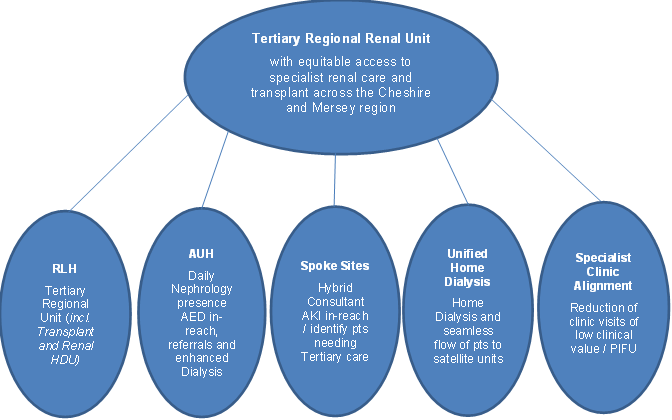 Tertiary Regional Renal Unit
with equitable access to
specialist renal care and
transplant across the Cheshire
and Mersey region
RLH
Tertiary
Regional
Unit (incl.
Transplant
and Renal
HDU)
AUH
Daily
Nephrology
presence
AED in-
reach,
referrals and
enhanced
Dialysis
Spoke Sites
Hybrid
Consultant
AKI in-reach
/ identify pts
needing
Tertiary care
Unified
Home
Dialysis
Home
Dialysis and
seamless
flow of pts to
satellite units
Specialist
Clinic
Alignment
Reduction of
clinic visits of
low clinical
value / PIFU